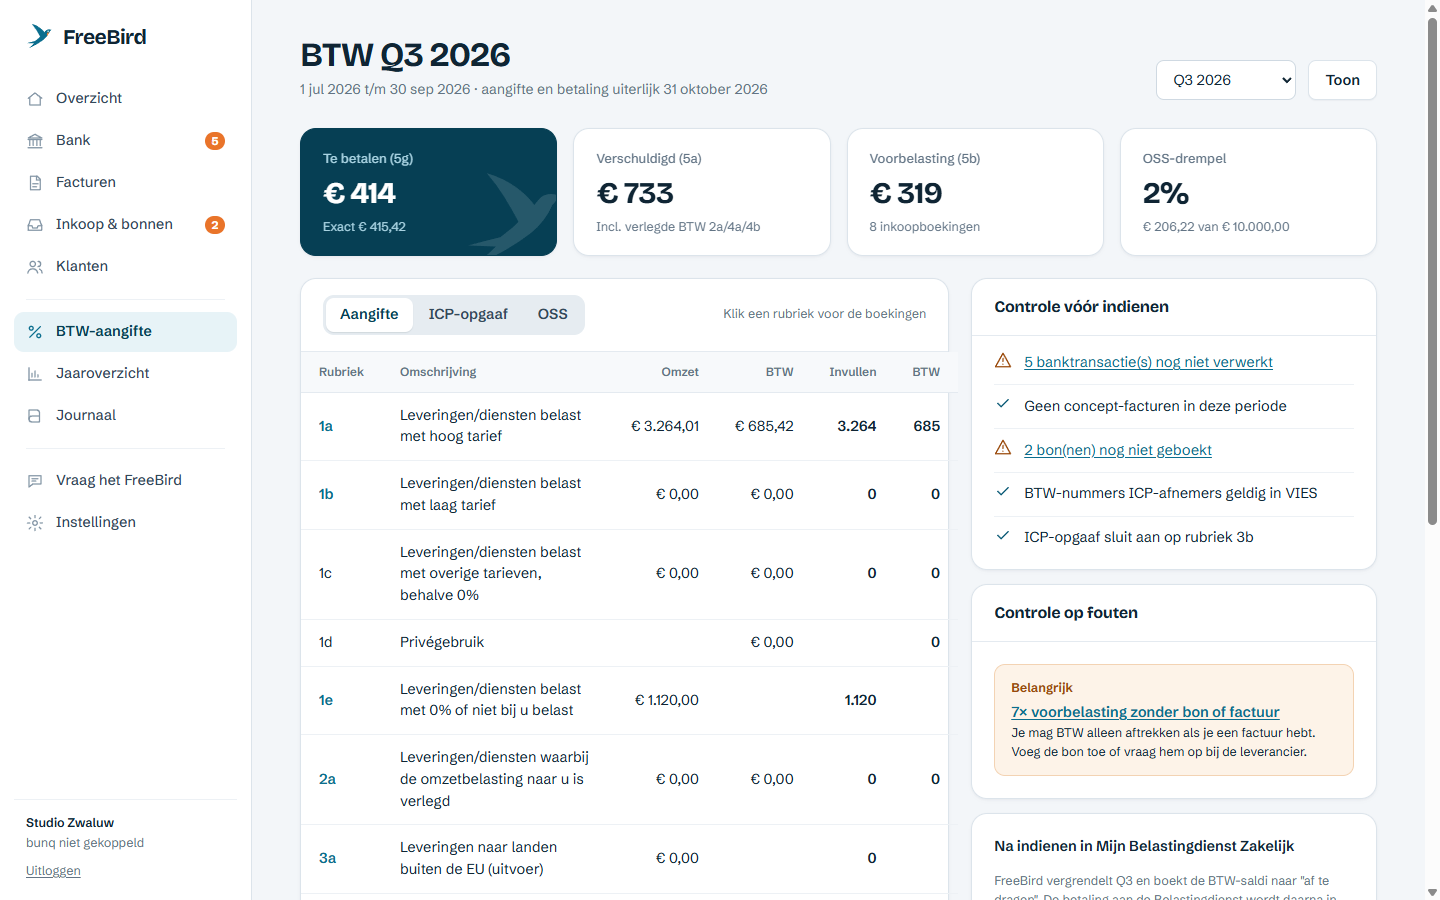 FreeBird
Overzicht
Bank 5
Facturen
Inkoop & bonnen 2
Klanten
BTW-aangifte
Jaaroverzicht
Journaal
Vraag het FreeBird
Instellingen
Studio Zwaluw
bunq niet gekoppeld
Uitloggen
BTW Q3 2026
1 jul 2026 t/m 30 sep 2026 · aangifte en betaling uiterlijk 31 oktober 2026
Q3 2026 Toon
Te betalen (5g)
€ 414
Exact € 415,42
Verschuldigd (5a)
€ 733
Incl. verlegde BTW 2a/4a/4b
Voorbelasting (5b)
€ 319
8 inkoopboekingen
OSS-drempel
2%
€ 206,22 van € 10.000,00
Aangifte ICP-opgaaf OSS Klik een rubriek voor de boekingen
Rubriek Omschrijving Omzet BTW Invullen BTW
1a Leveringen/diensten belast € 3.264,01 € 685,42 3.264 685
met hoog tarief
1b Leveringen/diensten belast € 0,00 € 0,00 0 0
met laag tarief
1c Leveringen/diensten belast € 0,00 € 0,00 0 0
met overige tarieven,
behalve 0%
1d Privégebruik € 0,00 0
1e Leveringen/diensten belast € 1.120,00 1.120
met 0% of niet bij u belast
2a Leveringen/diensten waarbij € 0,00 € 0,00 0 0
de omzetbelasting naar u is
verlegd
3a Leveringen naar landen € 0,00 0
buiten de EU (uitvoer)
Controle vóór indienen
5 banktransactie(s) nog niet verwerkt
Geen concept-facturen in deze periode
2 bon(nen) nog niet geboekt
BTW-nummers ICP-afnemers geldig in VIES
ICP-opgaaf sluit aan op rubriek 3b
Controle op fouten
Belangrijk
7× voorbelasting zonder bon of factuur
Je mag BTW alleen aftrekken als je een factuur hebt.
Voeg de bon toe of vraag hem op bij de leverancier.
Na indienen in Mijn Belastingdienst Zakelijk
FreeBird vergrendelt Q3 en boekt de BTW-saldi naar "af te
dragen". De betaling aan de Belastingdienst wordt daarna in